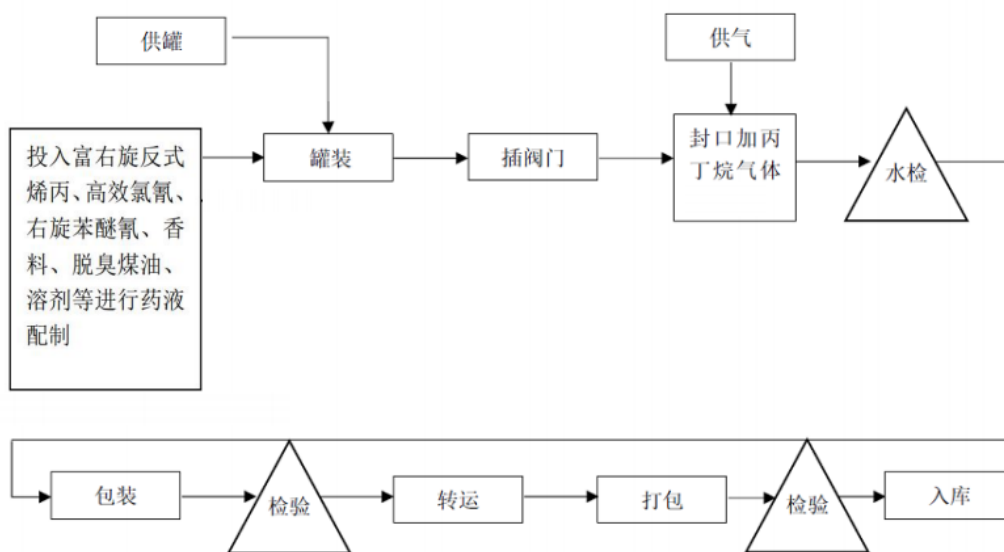 供罐
供气
投入富右旋反式
烯丙、高效氯氰、
右旋苯醚氰、香
料、脱臭煤油、
溶剂等进行药液
配制
罐装
插阀门
封口加丙
丁烷气体
水检
包装
检验
转运
打包
检验
入库